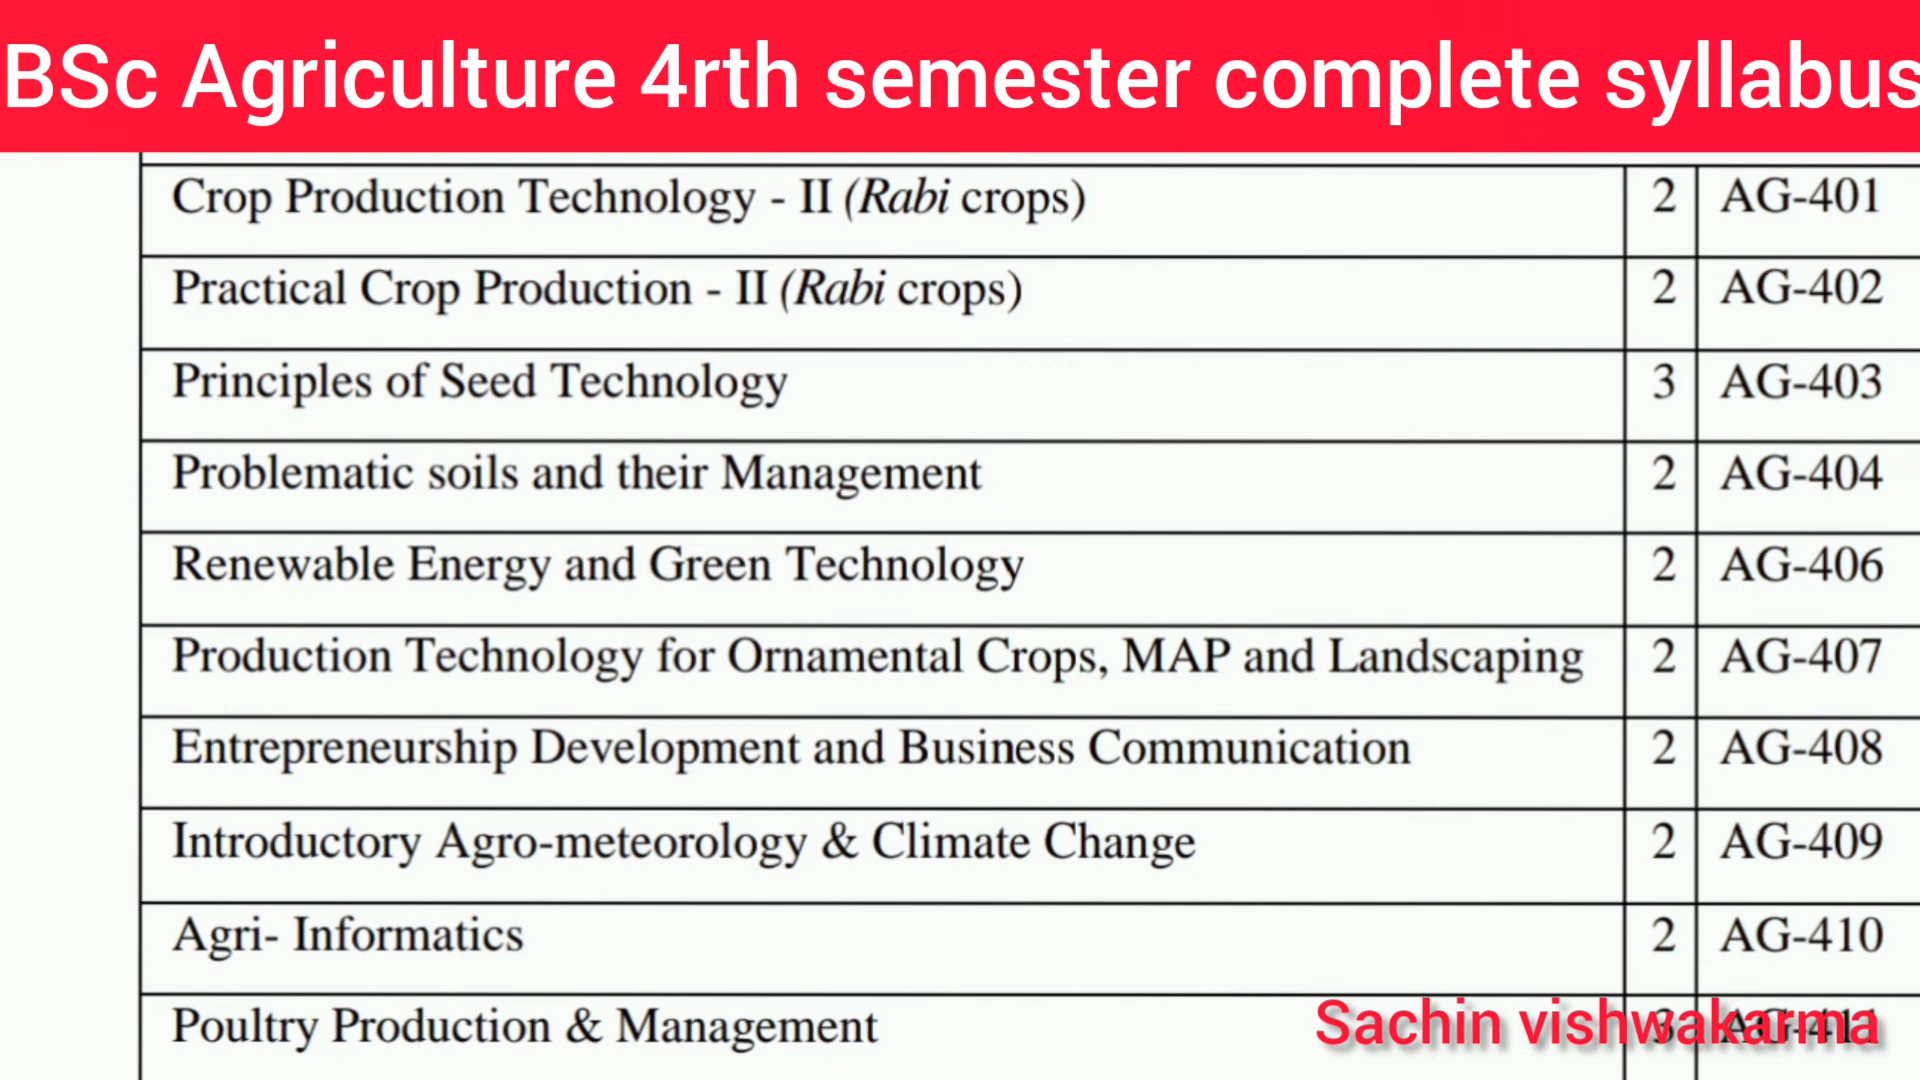 BSc Agriculture 4rth semester complete syllabus
Crop Production Technology - II (Rabi crops) 2 AG-401
Practical Crop Production - II (Rabi crops) 2 AG-402
Principles of Seed Technology 3 AG-403
Problematic soils and their Management 2 AG-404
Renewable Energy and Green Technology 2 AG-406
Production Technology for Ornamental Crops, MAP and Landscaping 2 AG-407
Entrepreneurship Development and Business Communication 2 AG-408
Introductory Agro-meteorology & Climate Change 2 AG-409
Agri- Informatics 2 AG-410
Poultry Production & Management 3 AG-411
Sachin vishwakarma